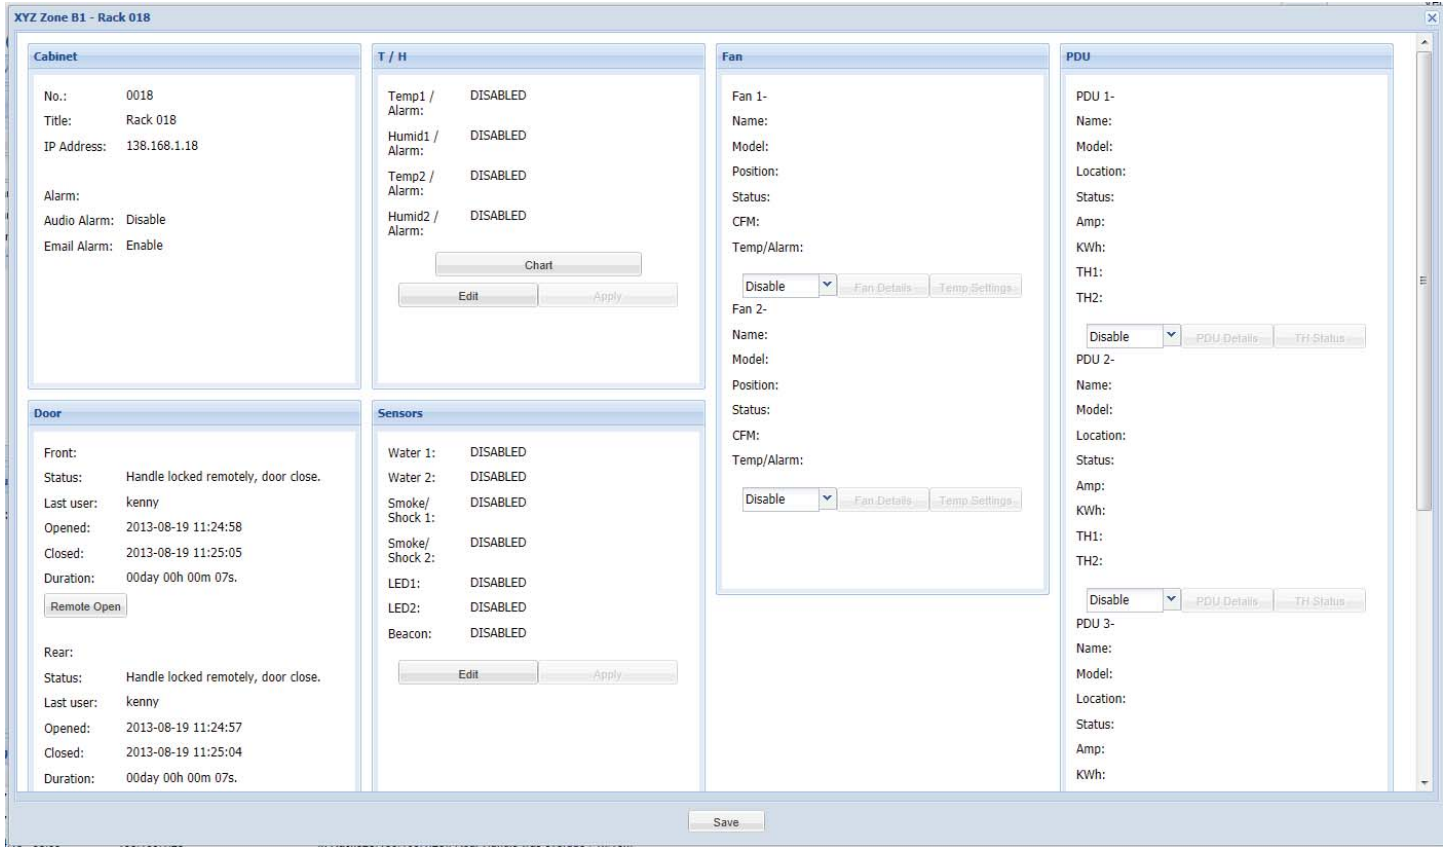 XYZ Zone B1 - Rack 018
Cabinet
No.: 0018
Title: Rack 018
IP Address: 138.168.1.18
Alarm:
Audio Alarm: Disable
Email Alarm: Enable
T / H
Temp1 / DISABLED
Alarm:
Humid1 / DISABLED
Alarm:
Temp2 / DISABLED
Alarm:
Humid2 / DISABLED
Alarm:
Chart
Edit Apply
Fan
Fan 1-
Name:
Model:
Position:
Status:
CFM:
Temp/Alarm:
Disable Fan Details Temp Settings
Fan 2-
Name:
Model:
Position:
Status:
CFM:
Temp/Alarm:
Disable Fan Details Temp Settings
PDU
PDU 1-
Name:
Model:
Location:
Status:
Amp:
KWh:
TH1:
TH2:
Disable PDU Details TH Status
PDU 2-
Name:
Model:
Location:
Status:
Amp:
KWh:
TH1:
TH2:
Disable PDU Details TH Status
PDU 3-
Name:
Model:
Location:
Status:
Amp:
KWh:
Door
Front:
Status: Handle locked remotely, door close.
Last user: kenny
Opened: 2013-08-19 11:24:58
Closed: 2013-08-19 11:25:05
Duration: 00day 00h 00m 07s.
Remote Open
Rear:
Status: Handle locked remotely, door close.
Last user: kenny
Opened: 2013-08-19 11:24:57
Closed: 2013-08-19 11:25:04
Duration: 00day 00h 00m 07s.
Sensors
Water 1: DISABLED
Water 2: DISABLED
Smoke/ DISABLED
Shock 1:
Smoke/ DISABLED
Shock 2:
LED1: DISABLED
LED2: DISABLED
Beacon: DISABLED
Edit Apply
Save